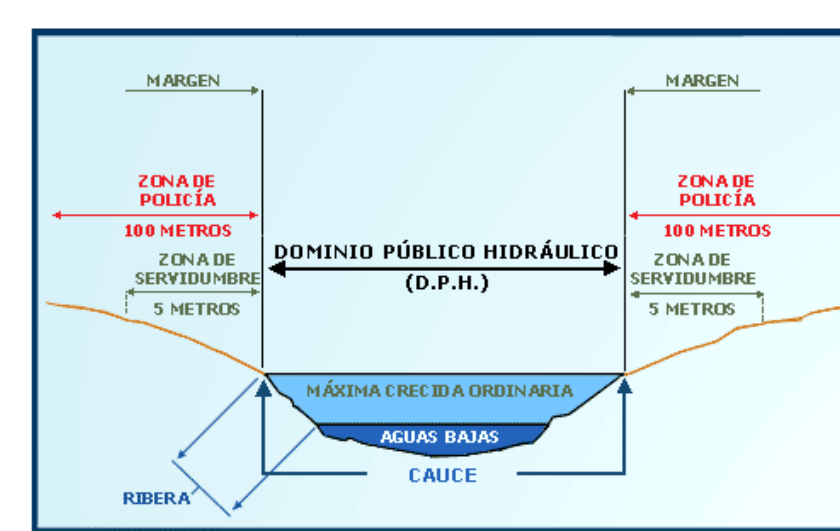 MARGEN
MARGEN
ZONA DE
POLICÍA
100 METROS
ZONA DE
POLICÍA
100 METROS
DOMINIO PÚBLICO HIDRÁULICO
(D.P.H.)
ZONA DE
SERVIDUMBRE
5 METROS
ZONA DE
SERVIDUMBRE
5 METROS
MÁXIMA CRECIDA ORDINARIA
AGUAS BAJAS
CAUCE
RIBERA